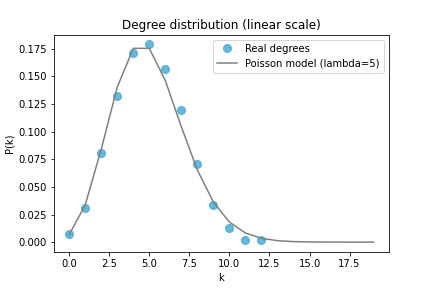 Degree distribution (linear scale)
Real degrees
Poisson model (lambda=5)
P(k)
0.175
0.150
0.125
0.100
0.075
0.050
0.025
0.000
0.0 2.5 5.0 7.5 10.0 12.5 15.0 17.5
k